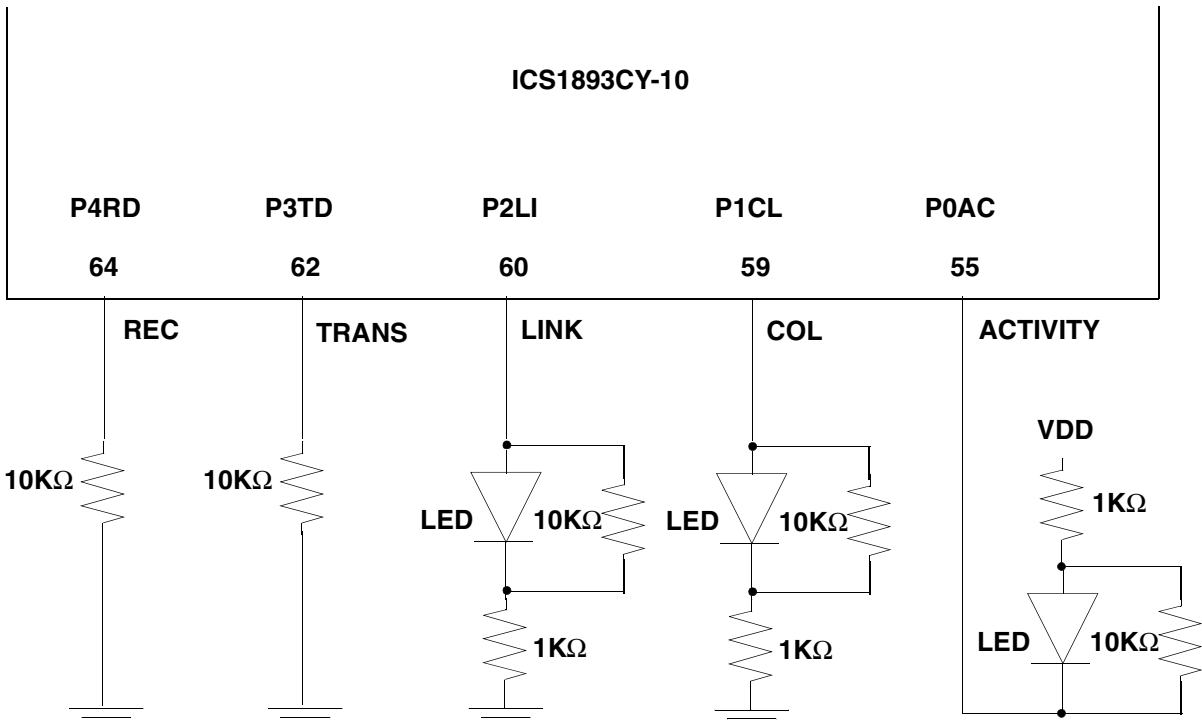 ICS1893CY-10
P4RD P3TD P2LI P1CL P0AC
64 62 60 59 55
REC TRANS LINK COL ACTIVITY
VDD
10KΩ 10KΩ 1KΩ
LED 10KΩ LED 10KΩ
1KΩ 1KΩ LED 10KΩ